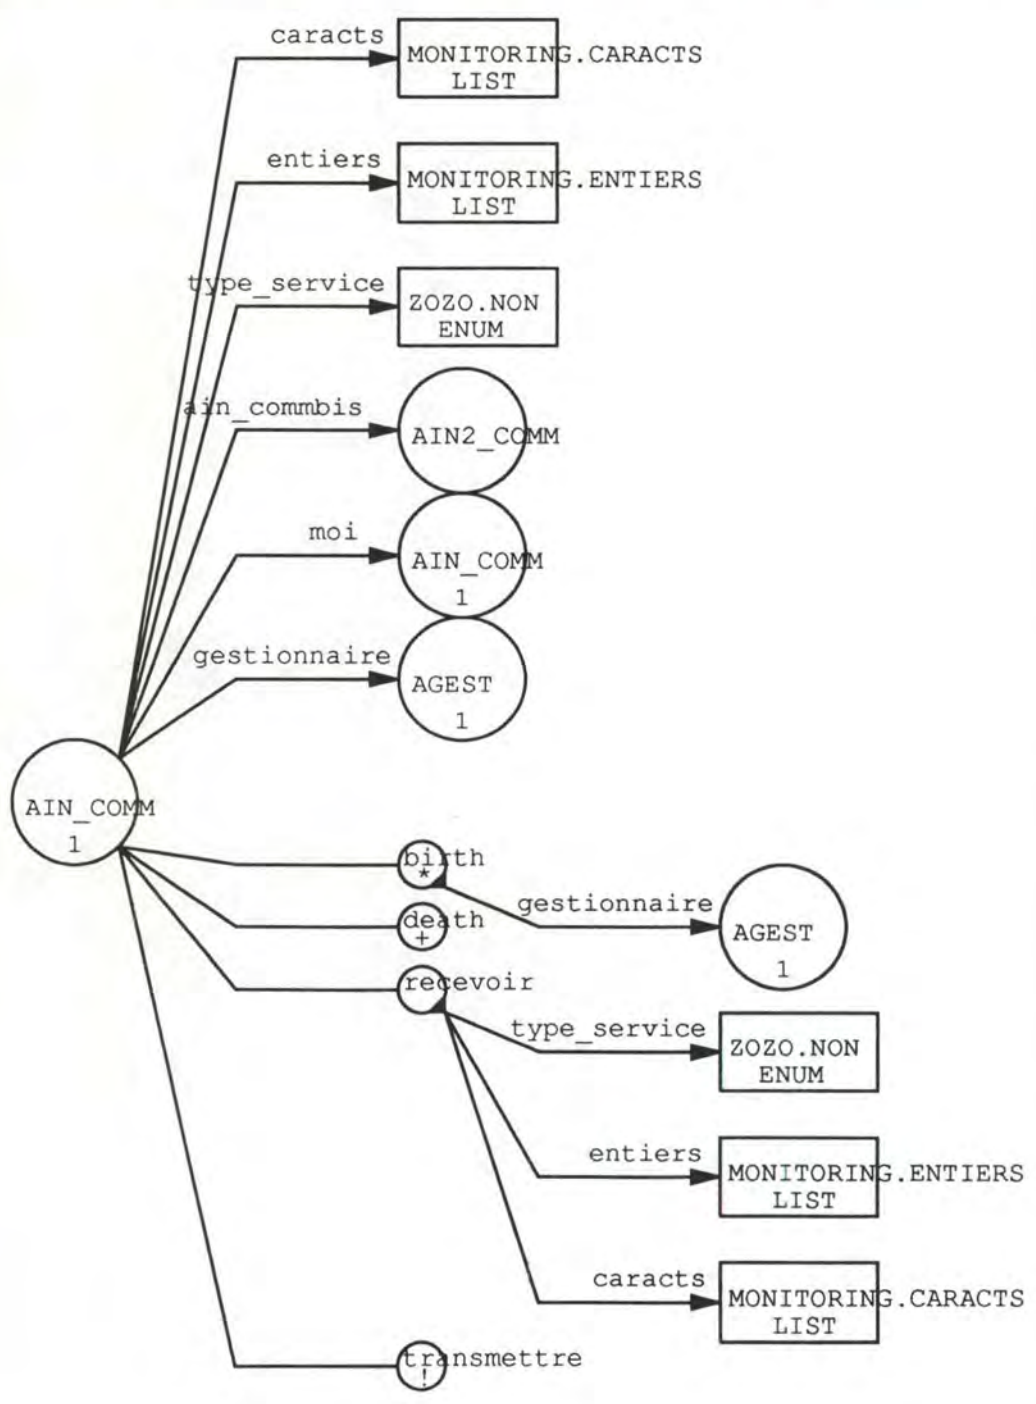 caracts
MONITORING.CARACTS
LIST
entiers
MONITORING.ENTIERS
LIST
type_service
ZOZO.NON
ENUM
ain_commbis
AIN2_COMM
moi
AIN_COMM
1
gestionnaire
AGEST
1
AIN_COMM
1
birth
*
gestionnaire
AGEST
1
death
+
recevoir
type_service
ZOZO.NON
ENUM
entiers
MONITORING.ENTIERS
LIST
caracts
MONITORING.CARACTS
LIST
transmettre
!